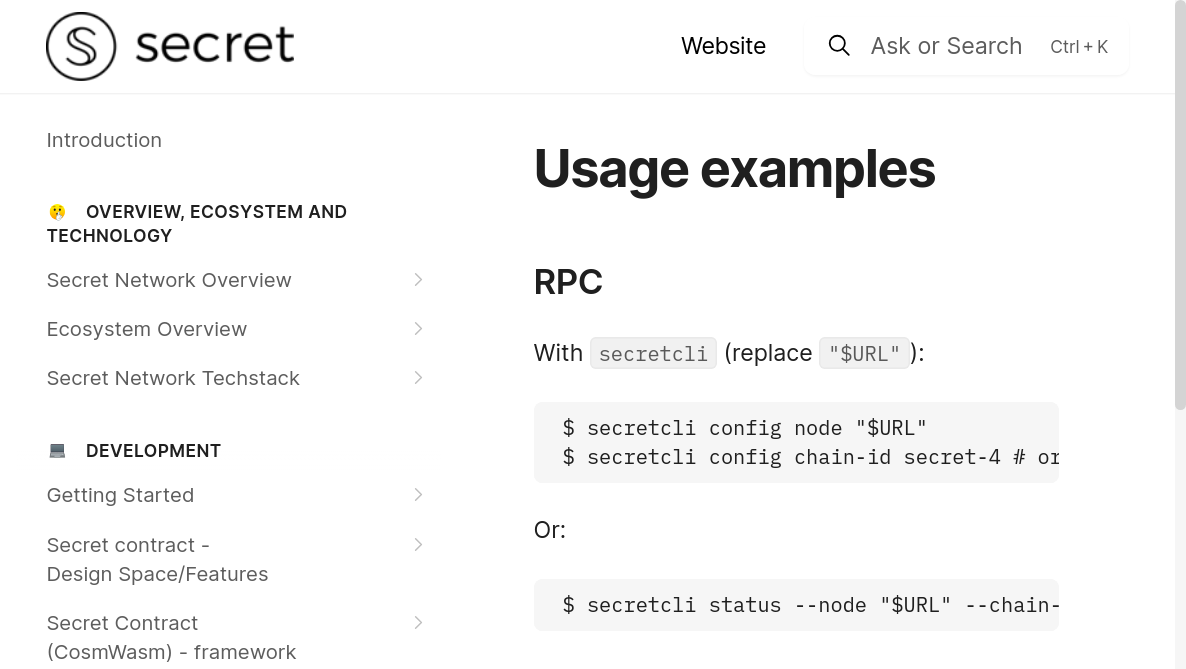 secret
Website
Ask or Search Ctrl + K
Introduction
OVERVIEW, ECOSYSTEM AND
TECHNOLOGY
Secret Network Overview
Ecosystem Overview
Secret Network Techstack
DEVELOPMENT
Getting Started
Secret contract -
Design Space/Features
Secret Contract
(CosmWasm) - framework
Usage examples
RPC
With secretcli (replace "$URL"):
$ secretcli config node "$URL"
$ secretcli config chain-id secret-4 # or
Or:
$ secretcli status --node "$URL" --chain-